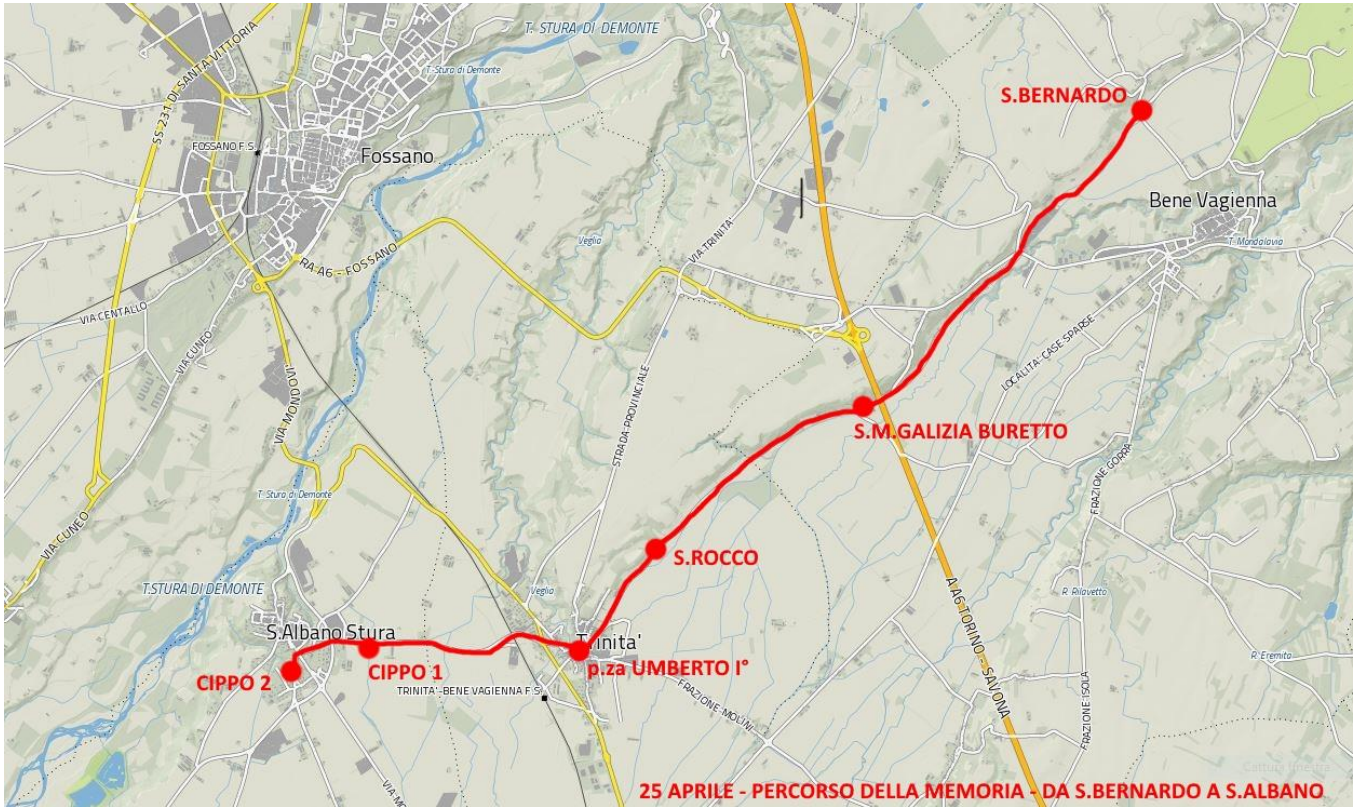 T. STURA DI DEMONTE
SS 231 DI SANTA VITTORIA
T. Stura di Demonte
S.BERNARDO
FOSSANO F.S.
Fossano
Bene Vagienna
T. Mondalavia
Veglia
VIA TRINITA'
RA A6 - FOSSANO
VIA CENTALLO
VIA CUNEO
LOCALITA' CASE SPARSE
STRADA PROVINCIALE
VIA MONDOVI'
S.M.GALIZIA BURETTO
FRAZIONE GORRA
T. Stura di Demonte
VIA CUNEO
S.ROCCO
A A6 TORINO - SAVONA
T.STURA DI DEMONTE
Veglia
R. Rilavetto
S.Albano Stura
Trinita'
CIPPO 1
p.za UMBERTO I°
CIPPO 2
TRINITA'-BENE VAGIENNA F.S.
R. Eremita
FRAZIONE MOLINI
FRAZIONE ISOLA
Cattura finestra
25 APRILE - PERCORSO DELLA MEMORIA - DA S.BERNARDO A S.ALBANO